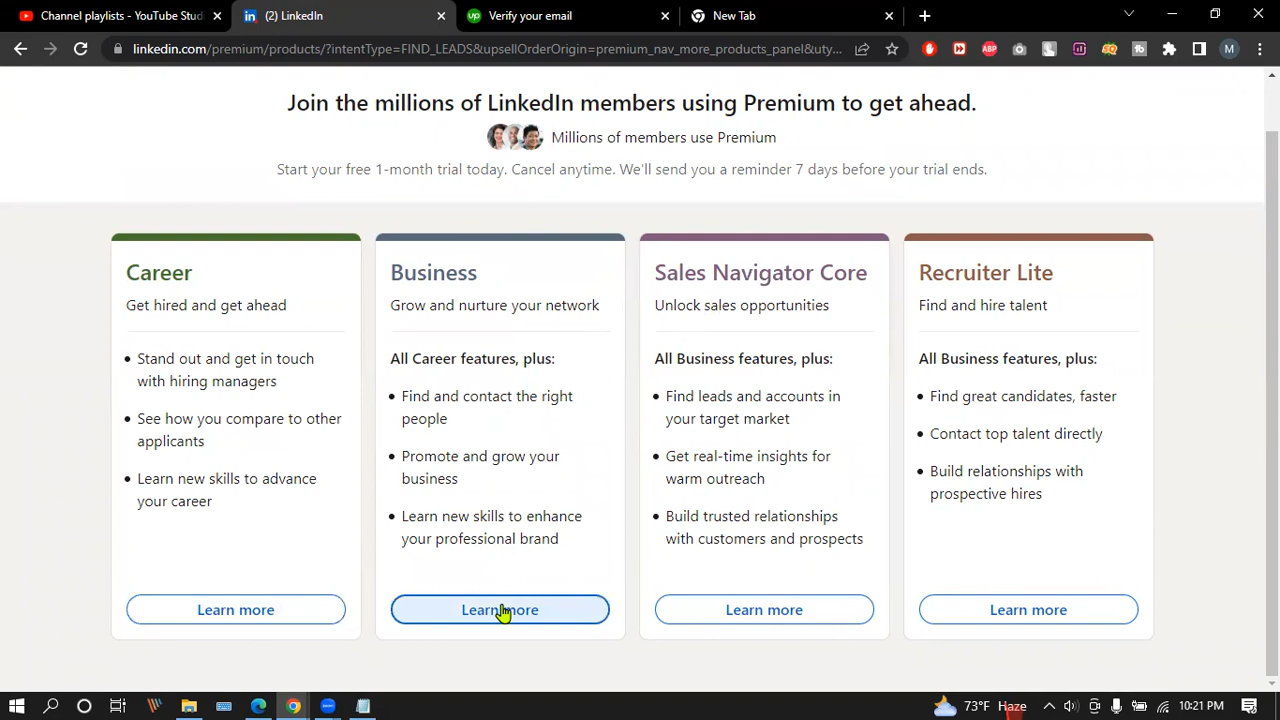 Channel playlists - YouTube Stud
(2) LinkedIn
Verify your email
New Tab
linkedin.com/premium/products/?intentType=FIND_LEADS&upsellOrderOrigin=premium_nav_more_products_panel&uty...
ABP
M
Join the millions of LinkedIn members using Premium to get ahead.
Millions of members use Premium
Start your free 1-month trial today. Cancel anytime. We'll send you a reminder 7 days before your trial ends.
Career
Get hired and get ahead
Stand out and get in touch
with hiring managers
See how you compare to other
applicants
Learn new skills to advance
your career
Learn more
Business
Grow and nurture your network
All Career features, plus:
Find and contact the right
people
Promote and grow your
business
Learn new skills to enhance
your professional brand
Learn more
Sales Navigator Core
Unlock sales opportunities
All Business features, plus:
Find leads and accounts in
your target market
Get real-time insights for
warm outreach
Build trusted relationships
with customers and prospects
Learn more
Recruiter Lite
Find and hire talent
All Business features, plus:
Find great candidates, faster
Contact top talent directly
Build relationships with
prospective hires
Learn more
73°F Haze
10:21 PM